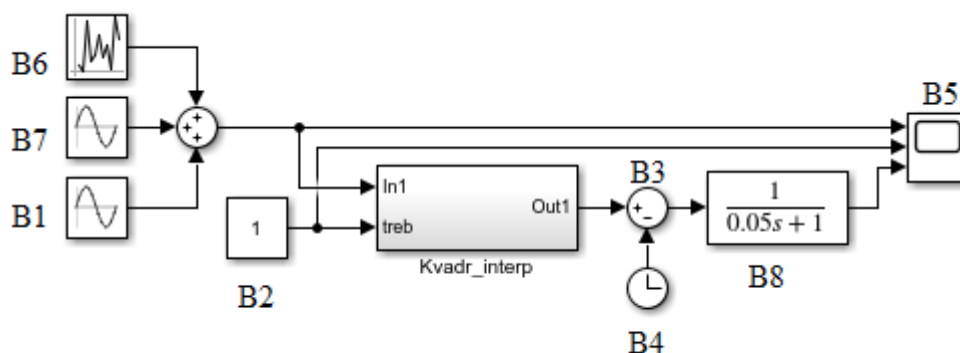 B6
B7
B1
B2
1
In1
treb
Out1
Kvadr_interp
B3
B4
1
0.05s + 1
B8
B5